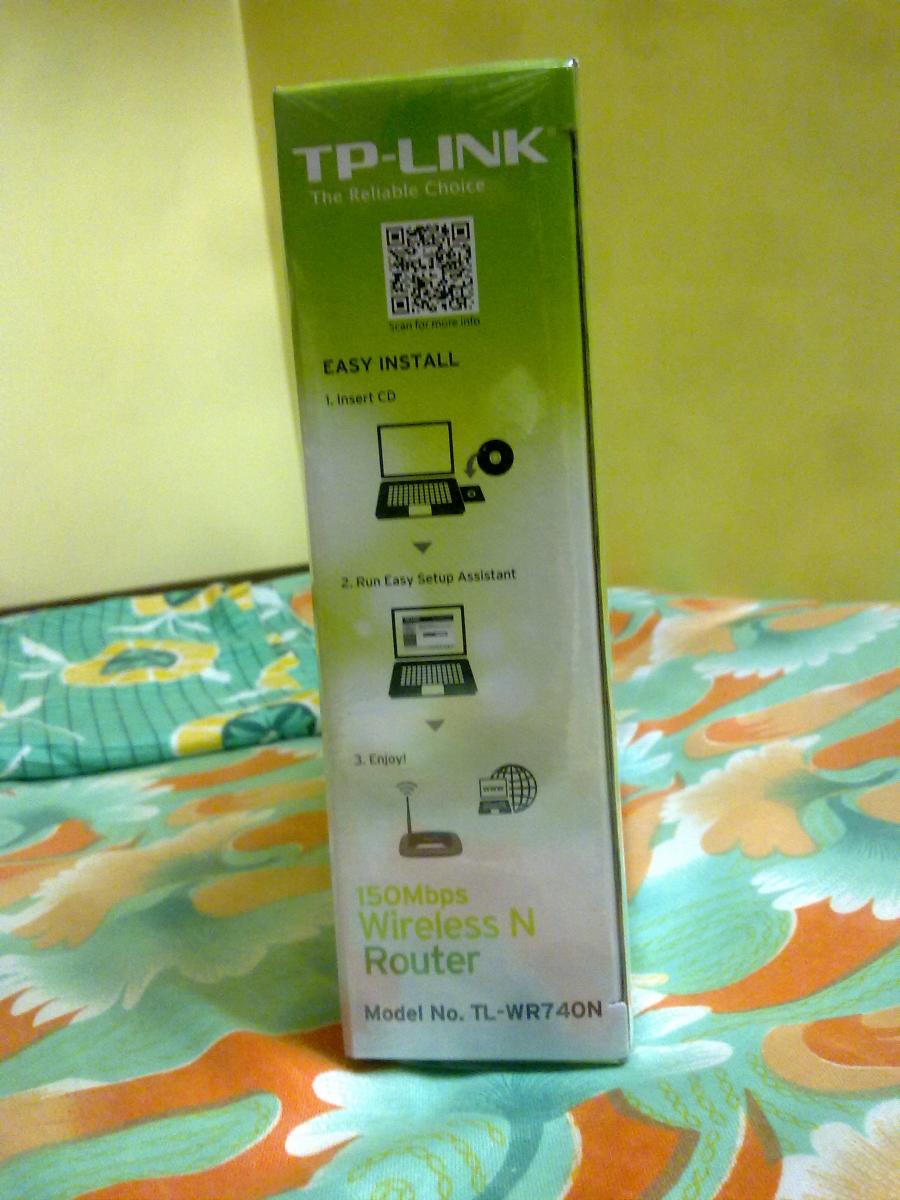 TP-LINK
The Reliable Choice
Scan for more info
EASY INSTALL
1. Insert CD
2. Run Easy Setup Assistant
3. Enjoy!
www
150Mbps
Wireless N
Router
Model No. TL-WR740N